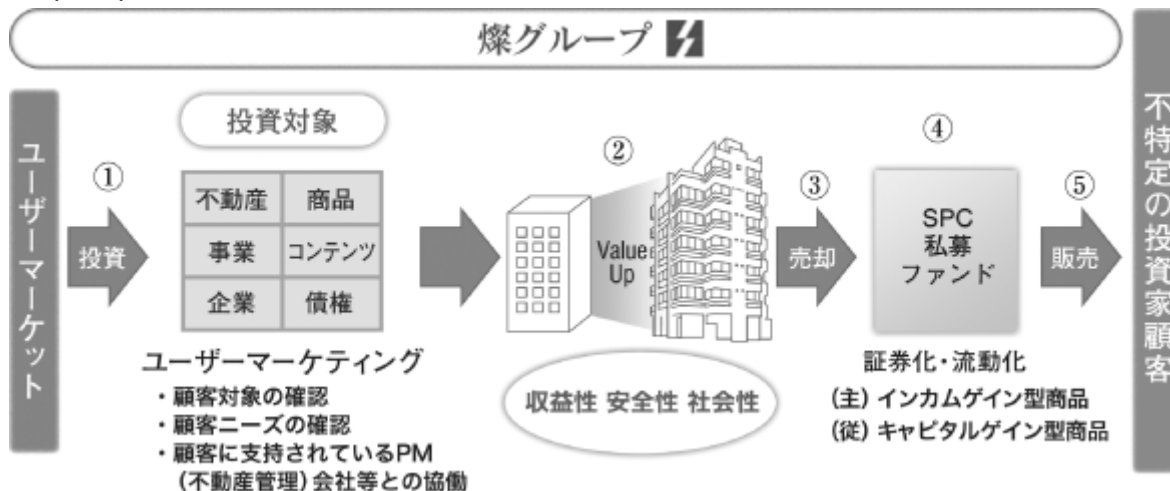 燦グループ
ユーザーマーケット
①
投資
投資対象
不動産 商品
事業 コンテンツ
企業 債権
ユーザーマーケティング
・顧客対象の確認
・顧客ニーズの確認
・顧客に支持されているPM
（不動産管理）会社等との協働
②
Value
Up
収益性 安全性 社会性
③
売却
④
SPC
私募
ファンド
証券化・流動化
（主）インカムゲイン型商品
（従）キャピタルゲイン型商品
⑤
販売
不特定の投資家顧客